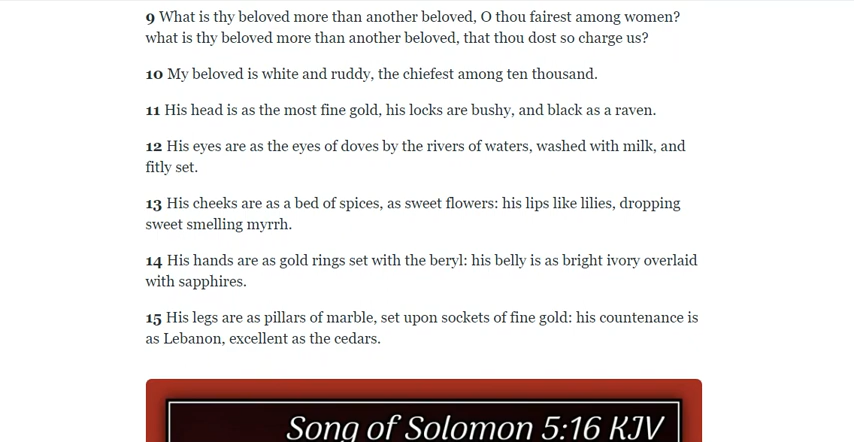 9 What is thy beloved more than another beloved, O thou fairest among women?
what is thy beloved more than another beloved, that thou dost so charge us?
10 My beloved is white and ruddy, the chiefest among ten thousand.
11 His head is as the most fine gold, his locks are bushy, and black as a raven.
12 His eyes are as the eyes of doves by the rivers of waters, washed with milk, and
fitly set.
13 His cheeks are as a bed of spices, as sweet flowers: his lips like lilies, dropping
sweet smelling myrrh.
14 His hands are as gold rings set with the beryl: his belly is as bright ivory overlaid
with sapphires.
15 His legs are as pillars of marble, set upon sockets of fine gold: his countenance is
as Lebanon, excellent as the cedars.
Song of Solomon 5:16 KJV